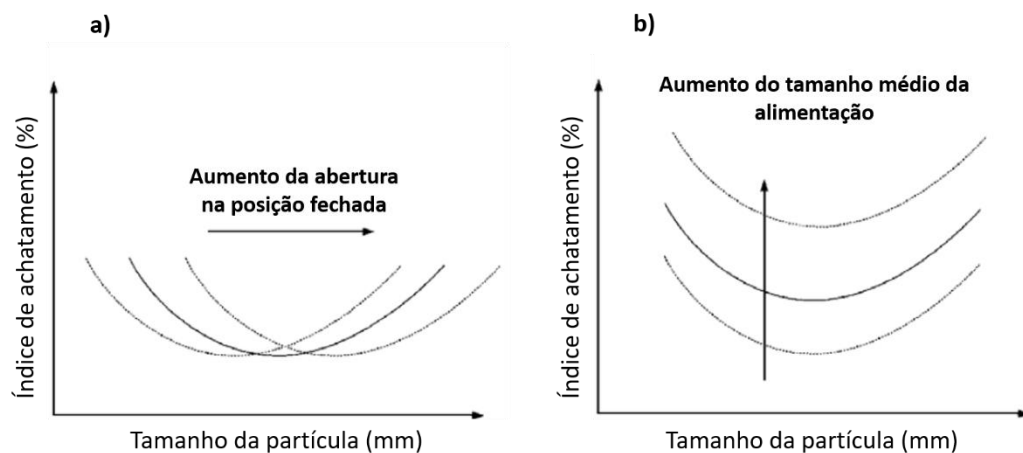 a)
Índice de achatamento (%)
Aumento da abertura
na posição fechada
Tamanho da partícula (mm)
b)
Índice de achatamento (%)
Aumento do tamanho médio da
alimentação
Tamanho da partícula (mm)